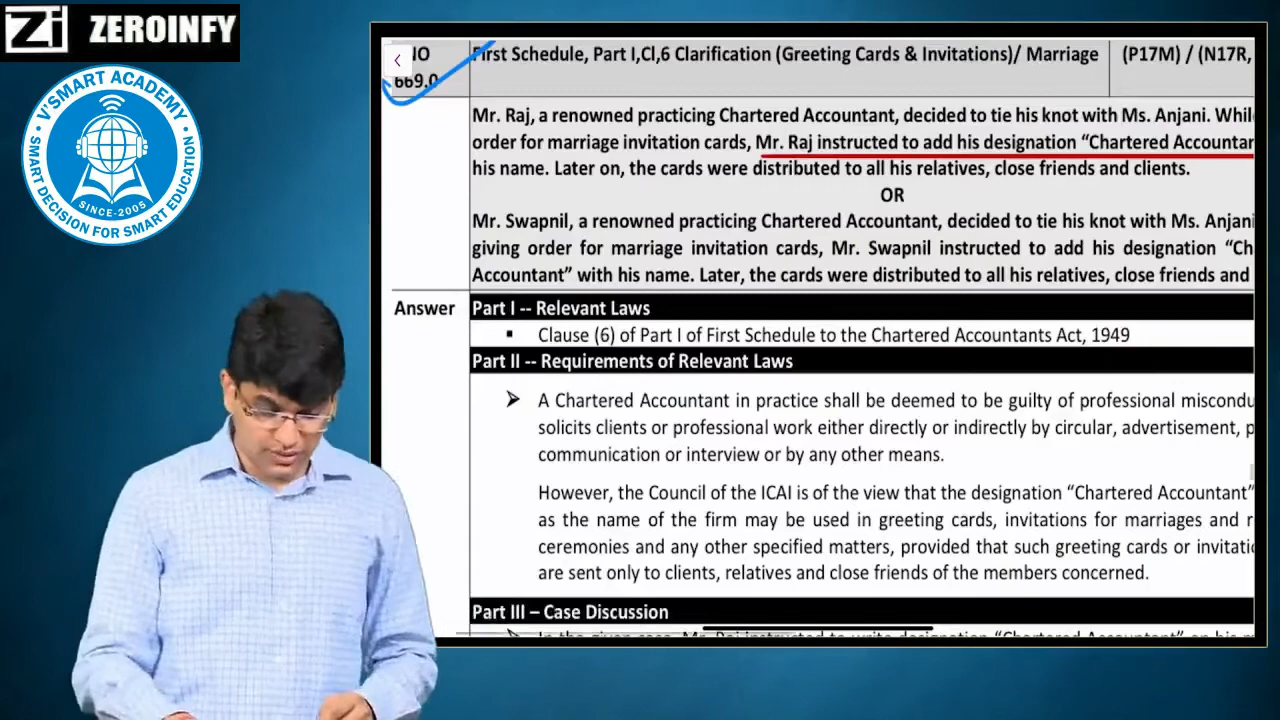 Zi ZEROINFY
V'SMART ACADEMY
SINCE-2005
SMART DECISION FOR SMART EDUCATION
NO
669.0
First Schedule, Part I,Cl,6 Clarification (Greeting Cards & Invitations)/ Marriage
(P17M) / (N17R,
Mr. Raj, a renowned practicing Chartered Accountant, decided to tie his knot with Ms. Anjani. Whil
order for marriage invitation cards, Mr. Raj instructed to add his designation “Chartered Accountan
his name. Later on, the cards were distributed to all his relatives, close friends and clients.
OR
Mr. Swapnil, a renowned practicing Chartered Accountant, decided to tie his knot with Ms. Anjani
giving order for marriage invitation cards, Mr. Swapnil instructed to add his designation “Ch
Accountant” with his name. Later, the cards were distributed to all his relatives, close friends and
Answer
Part I -- Relevant Laws
▪ Clause (6) of Part I of First Schedule to the Chartered Accountants Act, 1949
Part II -- Requirements of Relevant Laws
➢ A Chartered Accountant in practice shall be deemed to be guilty of professional miscondu
solicits clients or professional work either directly or indirectly by circular, advertisement, p
communication or interview or by any other means.
However, the Council of the ICAI is of the view that the designation “Chartered Accountant”
as the name of the firm may be used in greeting cards, invitations for marriages and r
ceremonies and any other specified matters, provided that such greeting cards or invitatio
are sent only to clients, relatives and close friends of the members concerned.
Part III – Case Discussion